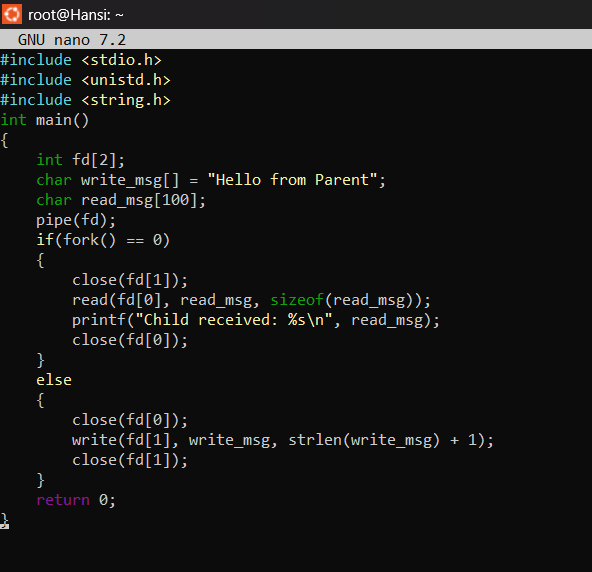 root@Hansi: ~
GNU nano 7.2
#include <stdio.h>
#include <unistd.h>
#include <string.h>
int main()
{
    int fd[2];
    char write_msg[] = "Hello from Parent";
    char read_msg[100];
    pipe(fd);
    if(fork() == 0)
    {
        close(fd[1]);
        read(fd[0], read_msg, sizeof(read_msg));
        printf("Child received: %s\n", read_msg);
        close(fd[0]);
    }
    else
    {
        close(fd[0]);
        write(fd[1], write_msg, strlen(write_msg) + 1);
        close(fd[1]);
    }
    return 0;
}